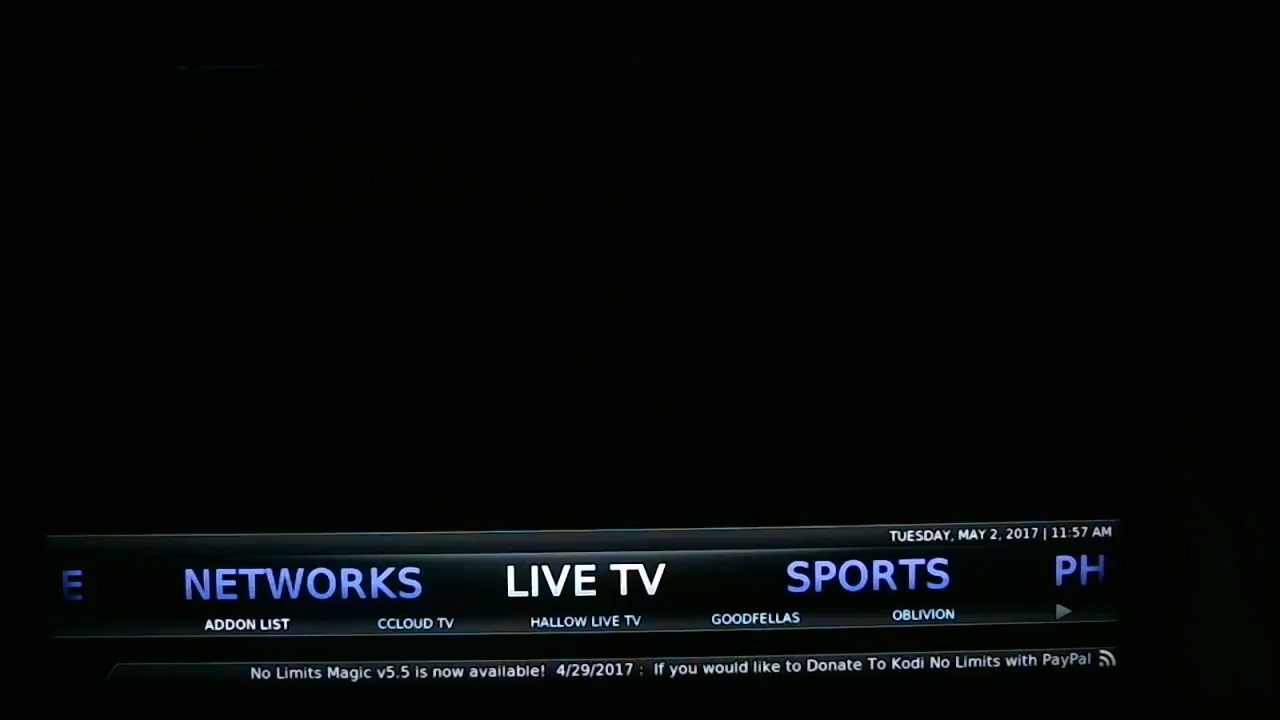 TUESDAY, MAY 2, 2017 | 11:57 AM
E NETWORKS LIVE TV SPORTS PH
ADDON LIST CCLOUD TV HALLOW LIVE TV GOODFELLAS OBLIVION
No Limits Magic v5.5 is now available! 4/29/2017 : If you would like to Donate To Kodi No Limits with PayPal